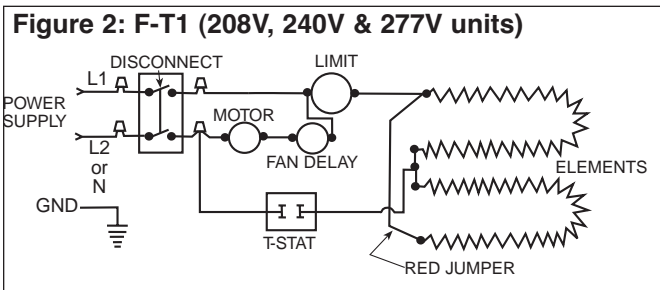 Figure 2: F-T1 (208V, 240V & 277V units)
DISCONNECT
LIMIT
L1
POWER
SUPPLY
MOTOR
L2
or
N
FAN DELAY
ELEMENTS
GND
T-STAT
RED JUMPER